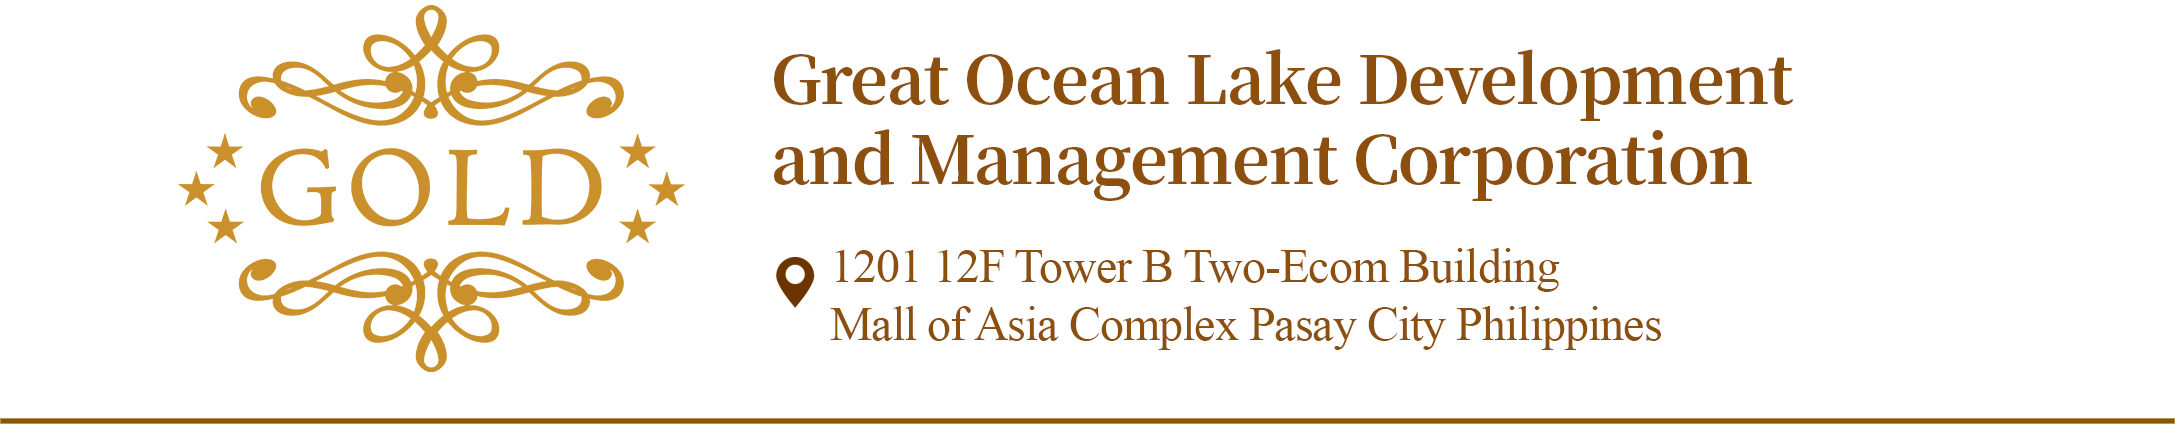 GOLD
Great Ocean Lake Development
and Management Corporation
1201 12F Tower B Two-Ecom Building
Mall of Asia Complex Pasay City Philippines